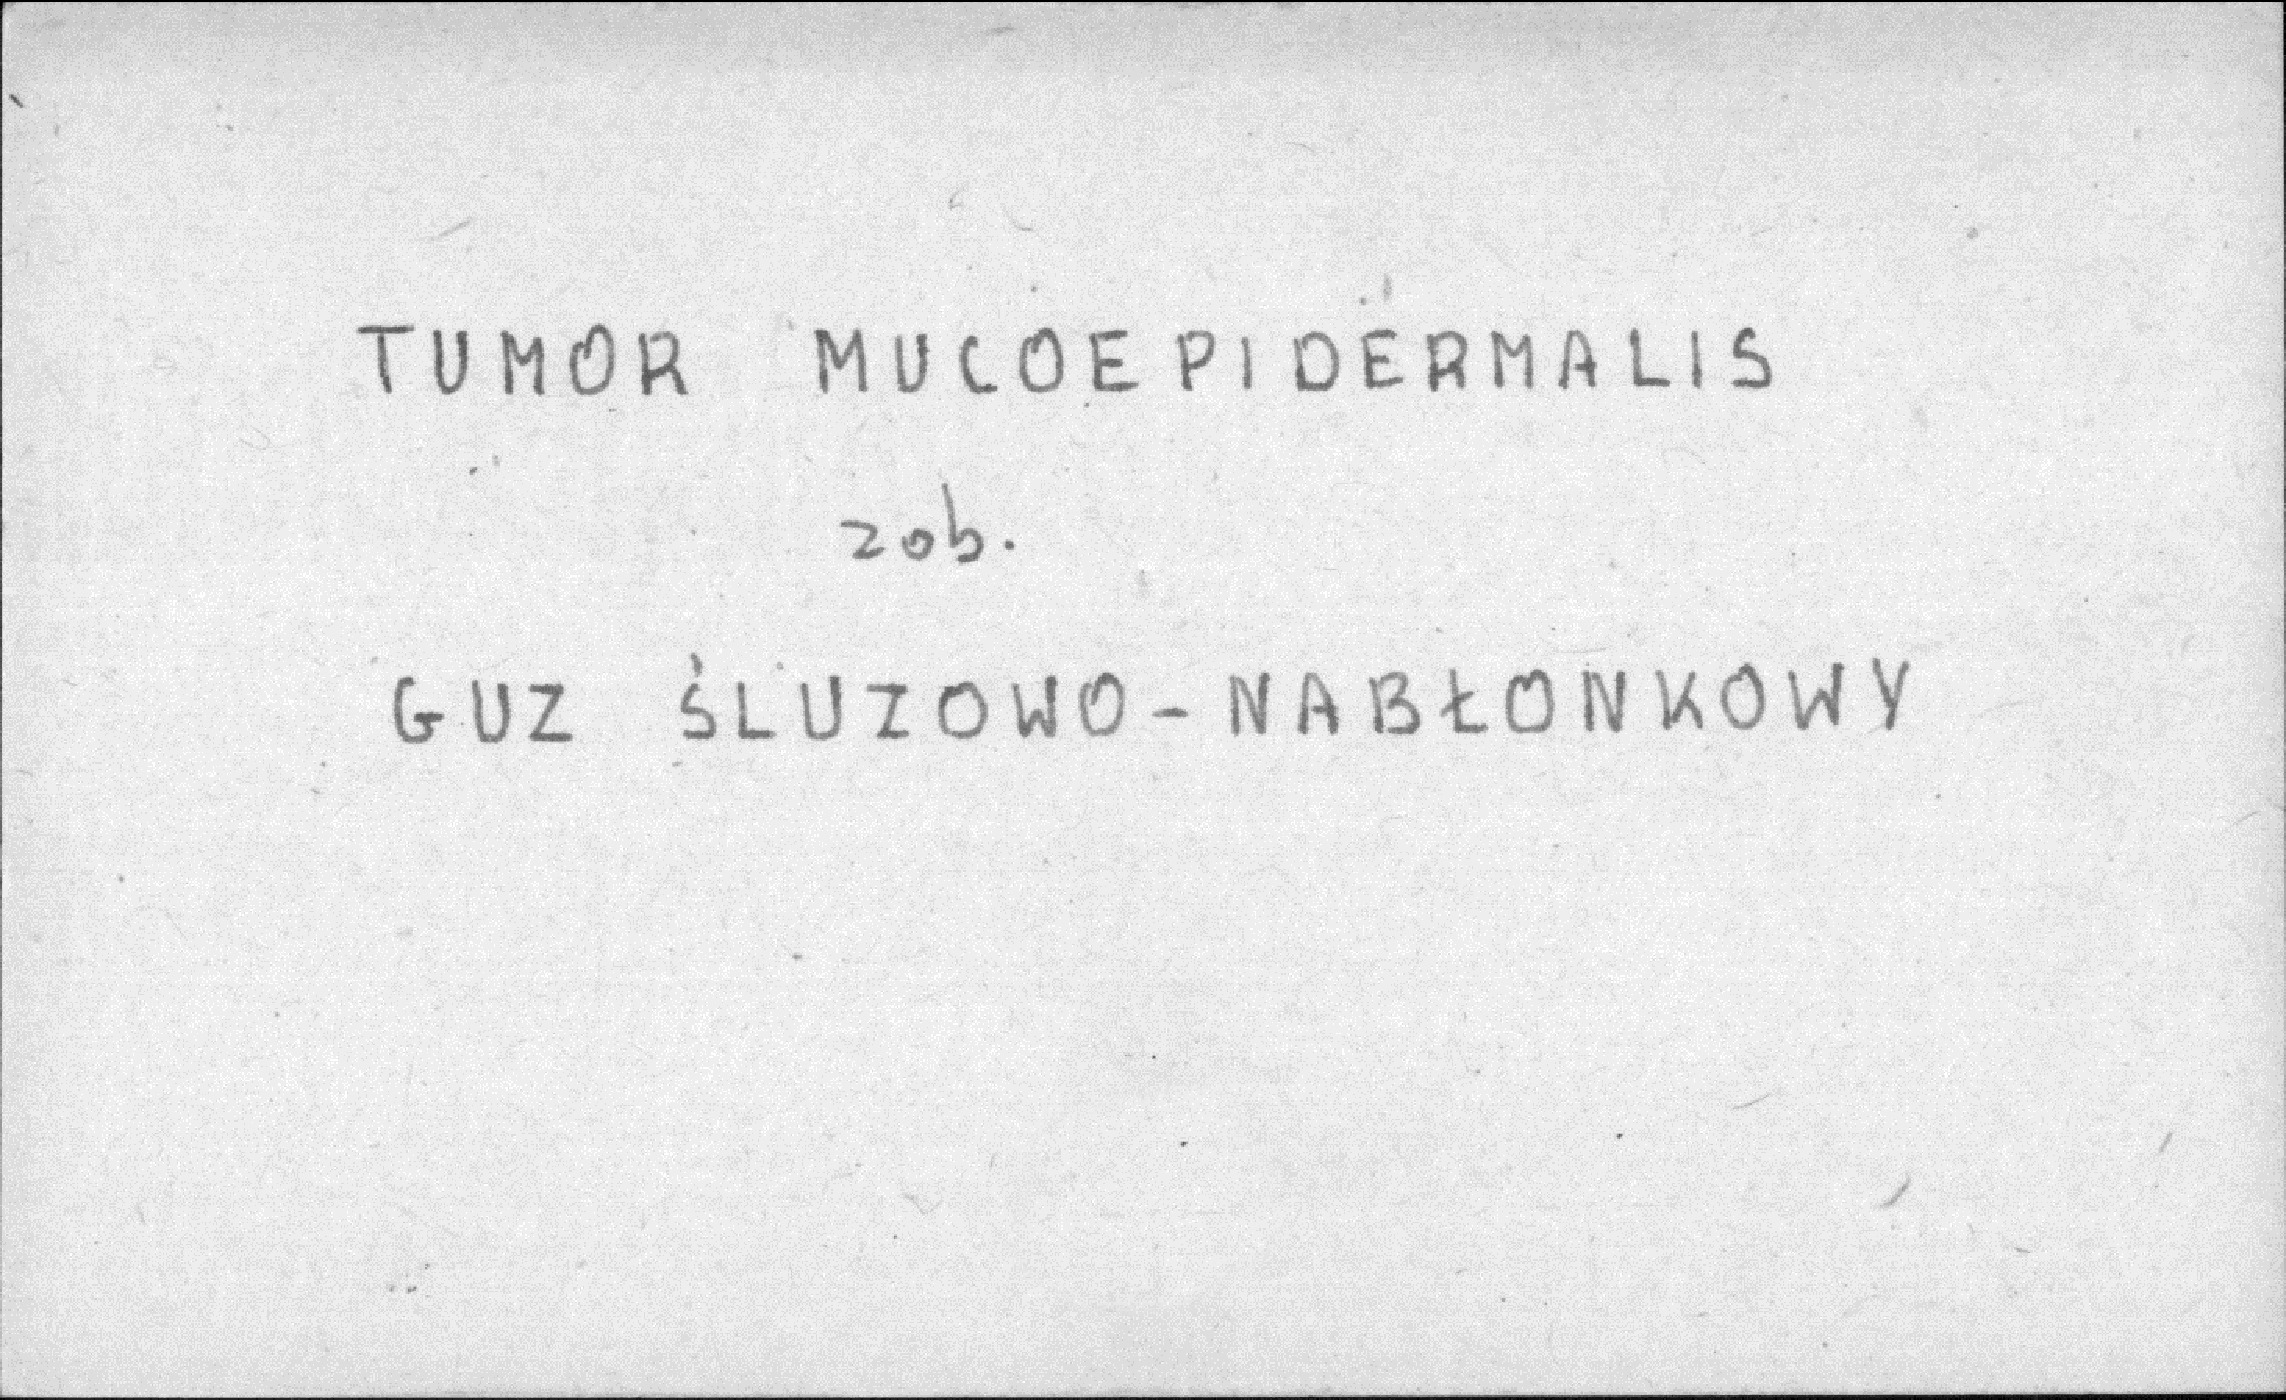 TUMOR MUCOEPIDERMALIS
zob.
GUZ ŚLUZOWO-NABŁONKOWY